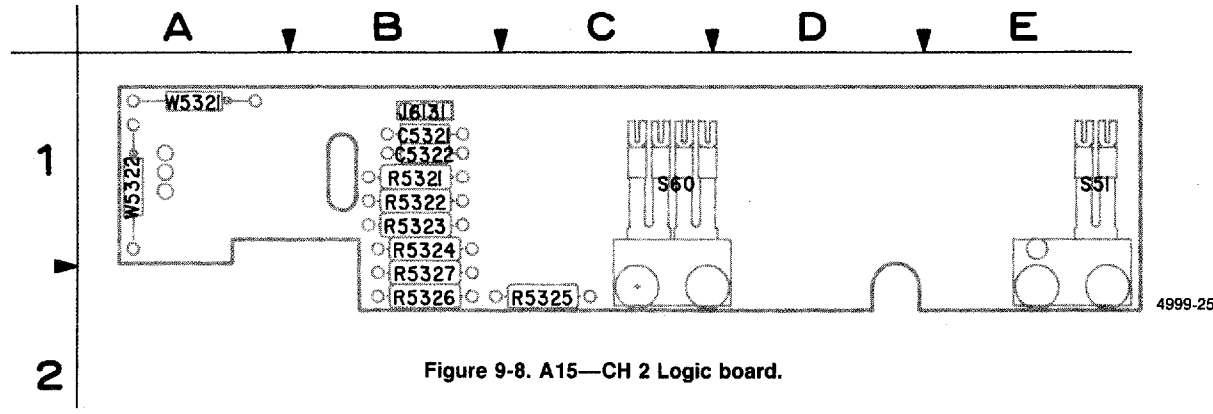 A B C D E
1
2
W5321
W5322
J6131
C5321
C5322
R5321
R5322
R5323
R5324
R5327
R5326
R5325
S60
S51
4999-25
Figure 9-8. A15—CH 2 Logic board.